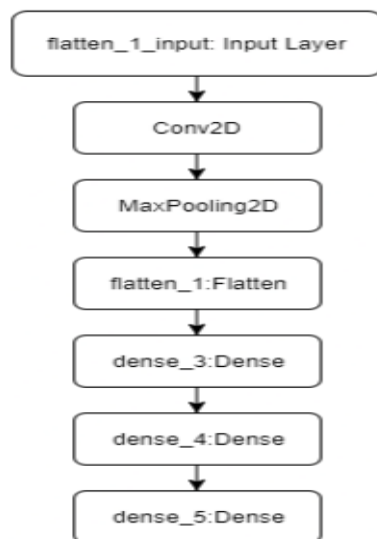 flatten_1_input: Input Layer
Conv2D
MaxPooling2D
flatten_1:Flatten
dense_3:Dense
dense_4:Dense
dense_5:Dense